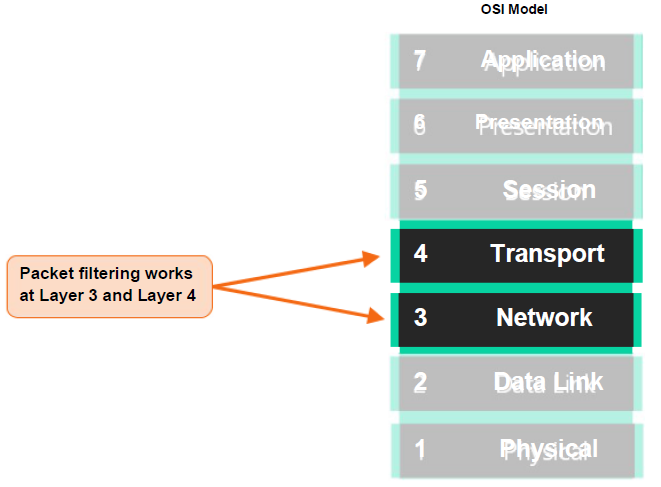 OSI Model
7 Application
6 Presentation
5 Session
4 Transport
Packet filtering works
at Layer 3 and Layer 4
3 Network
2 Data Link
1 Physical